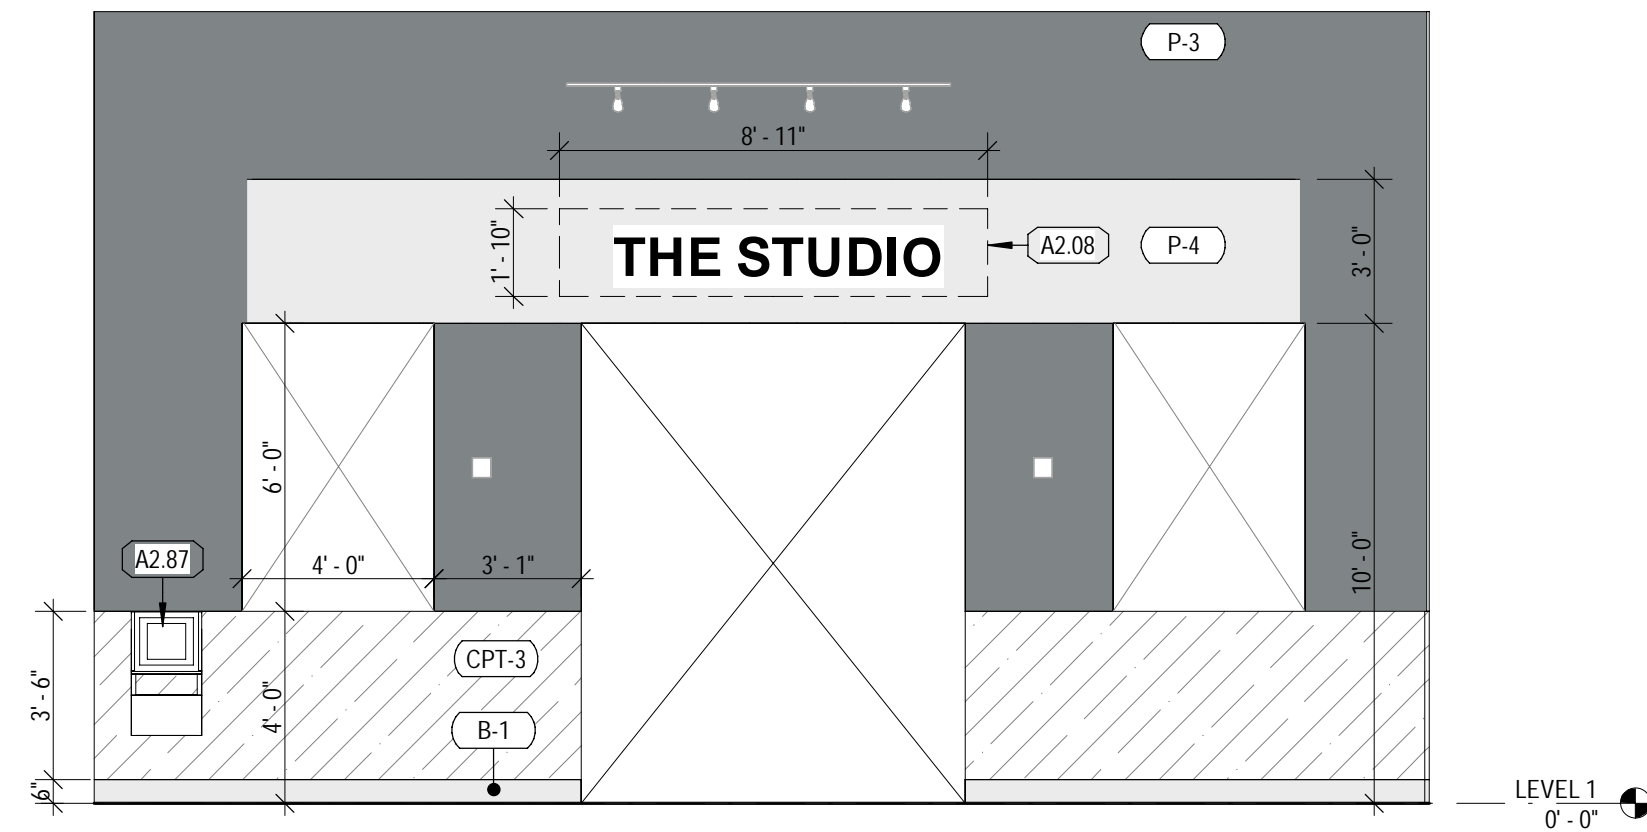 P-3
8' - 11"
1' - 10"
THE STUDIO
A2.08
P-4
3' - 0"
6' - 0"
A2.87
4' - 0"
3' - 1"
10' - 0"
CPT-3
3' - 6"
4' - 0"
B-1
6"
LEVEL 1
0' - 0"